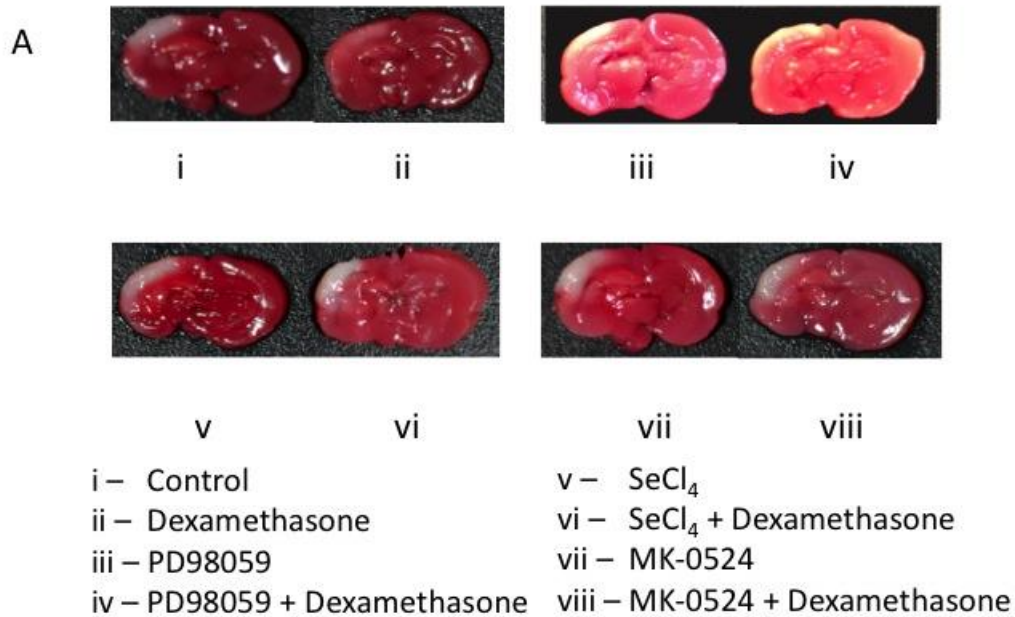 A
i ii iii iv
v vi vii viii
i – Control
ii – Dexamethasone
iii – PD98059
iv – PD98059 + Dexamethasone
v – SeCl₄
vi – SeCl₄ + Dexamethasone
vii – MK-0524
viii – MK-0524 + Dexamethasone